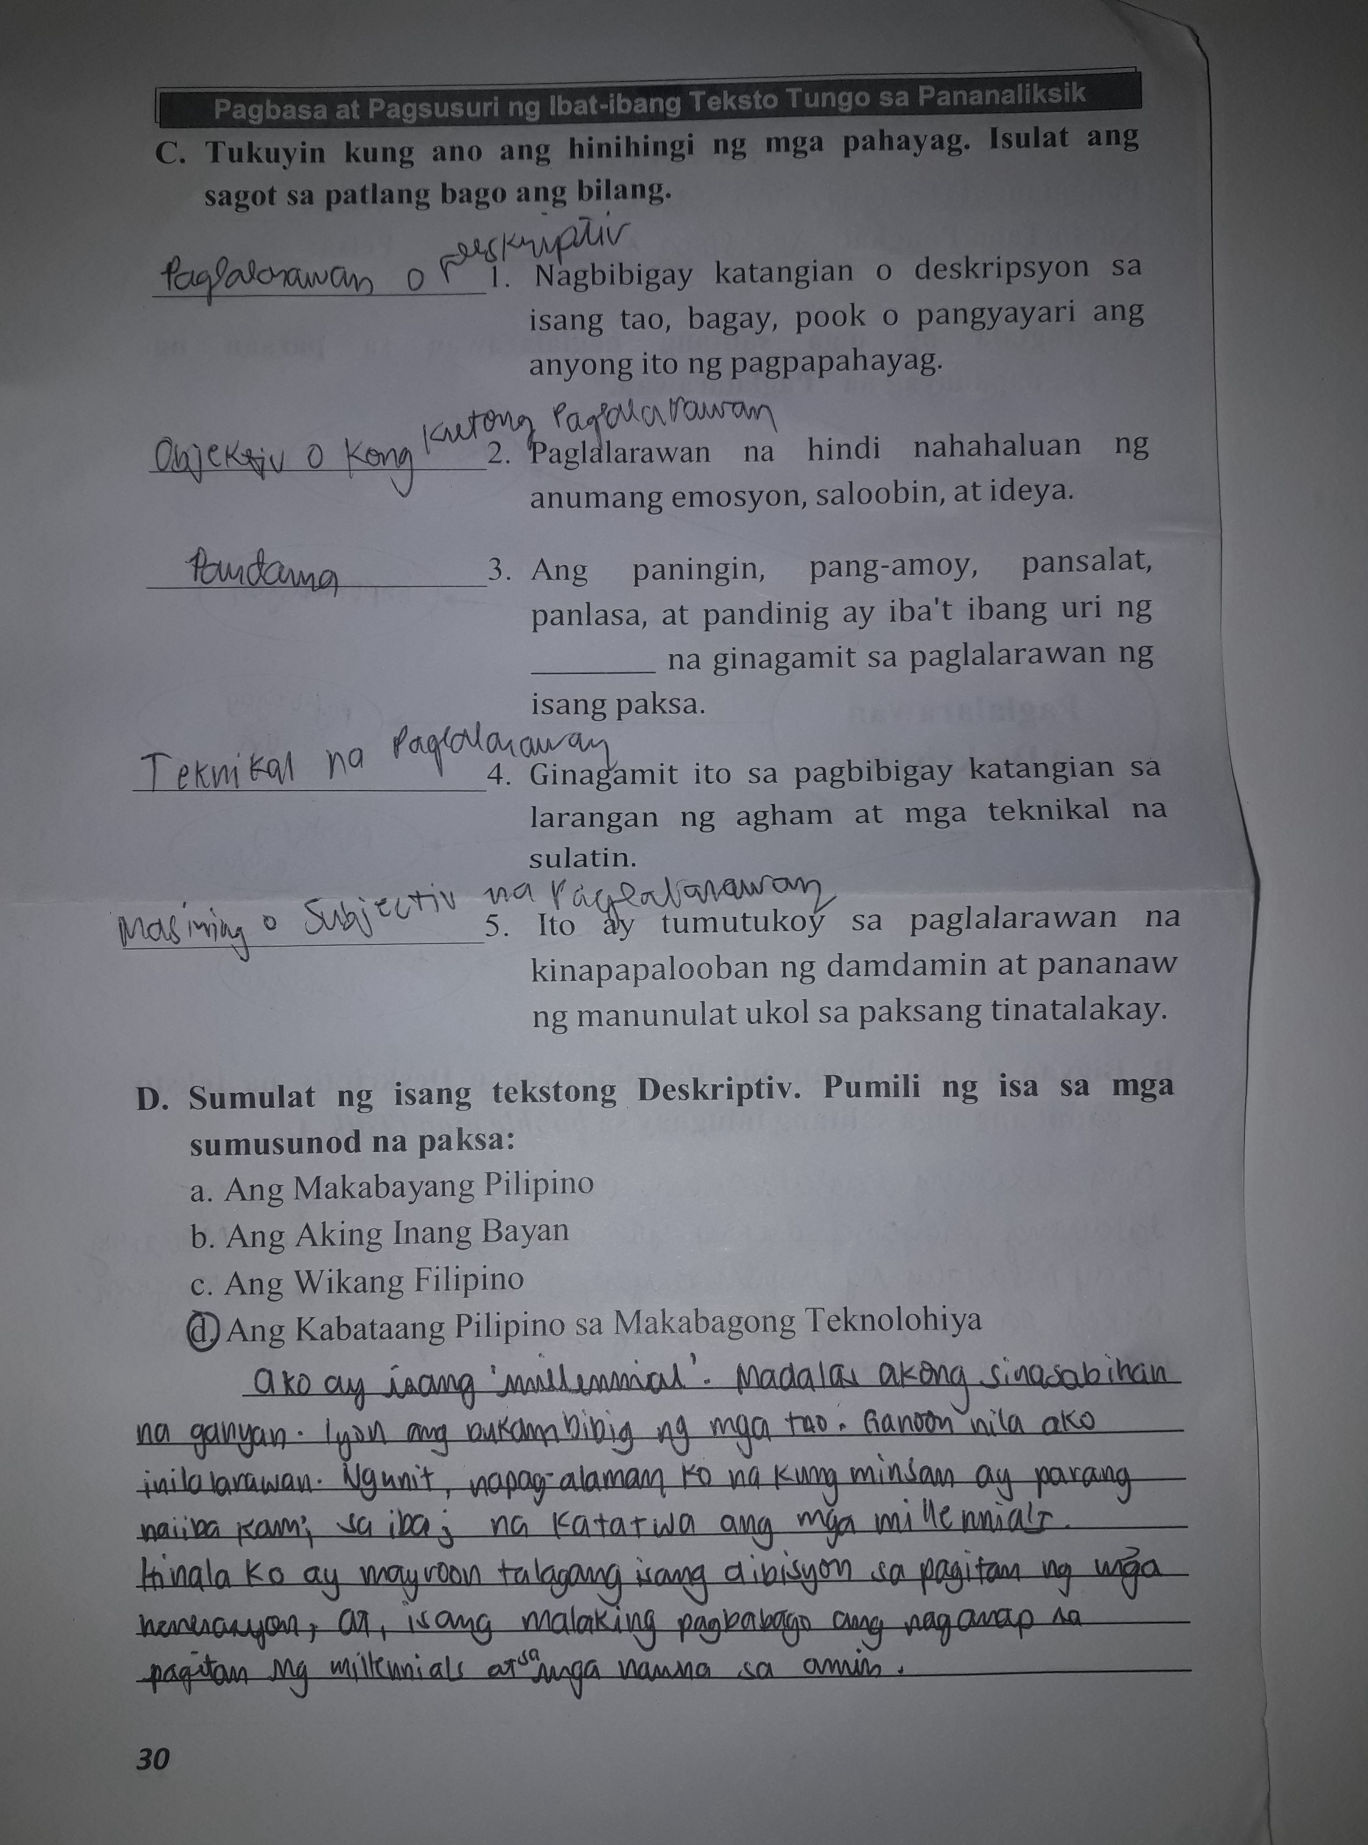 Pagbasa at Pagsusuri ng Ibat-ibang Teksto Tungo sa Pananaliksik
C. Tukuyin kung ano ang hinihingi ng mga pahayag. Isulat ang
sagot sa patlang bago ang bilang.
Paglalarawan o Deskriptiv
1. Nagbibigay katangian o deskripsyon sa
isang tao, bagay, pook o pangyayari ang
anyong ito ng pagpapahayag.
Objektiv o Kong Kretong Paglalarawan
2. Paglalarawan na hindi nahahaluan ng
anumang emosyon, saloobin, at ideya.
Pandama
3. Ang paningin, pang-amoy, pansalat,
panlasa, at pandinig ay iba't ibang uri ng
________ na ginagamit sa paglalarawan ng
isang paksa.
Teknikal na Paglalarawan
4. Ginagamit ito sa pagbibigay katangian sa
larangan ng agham at mga teknikal na
sulatin.
Masining o Subjectiv na Paglalarawan
5. Ito ay tumutukoy sa paglalarawan na
kinapapalooban ng damdamin at pananaw
ng manunulat ukol sa paksang tinatalakay.
D. Sumulat ng isang tekstong Deskriptiv. Pumili ng isa sa mga
sumusunod na paksa:
a. Ang Makabayang Pilipino
b. Ang Aking Inang Bayan
c. Ang Wikang Filipino
d. Ang Kabataang Pilipino sa Makabagong Teknolohiya
Ako ay isang 'millennial'. Madalas akong sinasabihan
na ganyan. Iyon ang bukambibig ng mga tao. Ganoon nila ako
inilalarawan. Ngunit, napag-alaman ko na kung minsan ay parang
naiiba kami sa iba; na katatwa ang mga millennials.
Hinala ko ay mayroon talagang isang dibisyon sa pagitan ng mga
henerasyon, at, isang malaking pagbabago ang naganap sa
pagitan ng millennials at sa mga nauna sa amin.
30